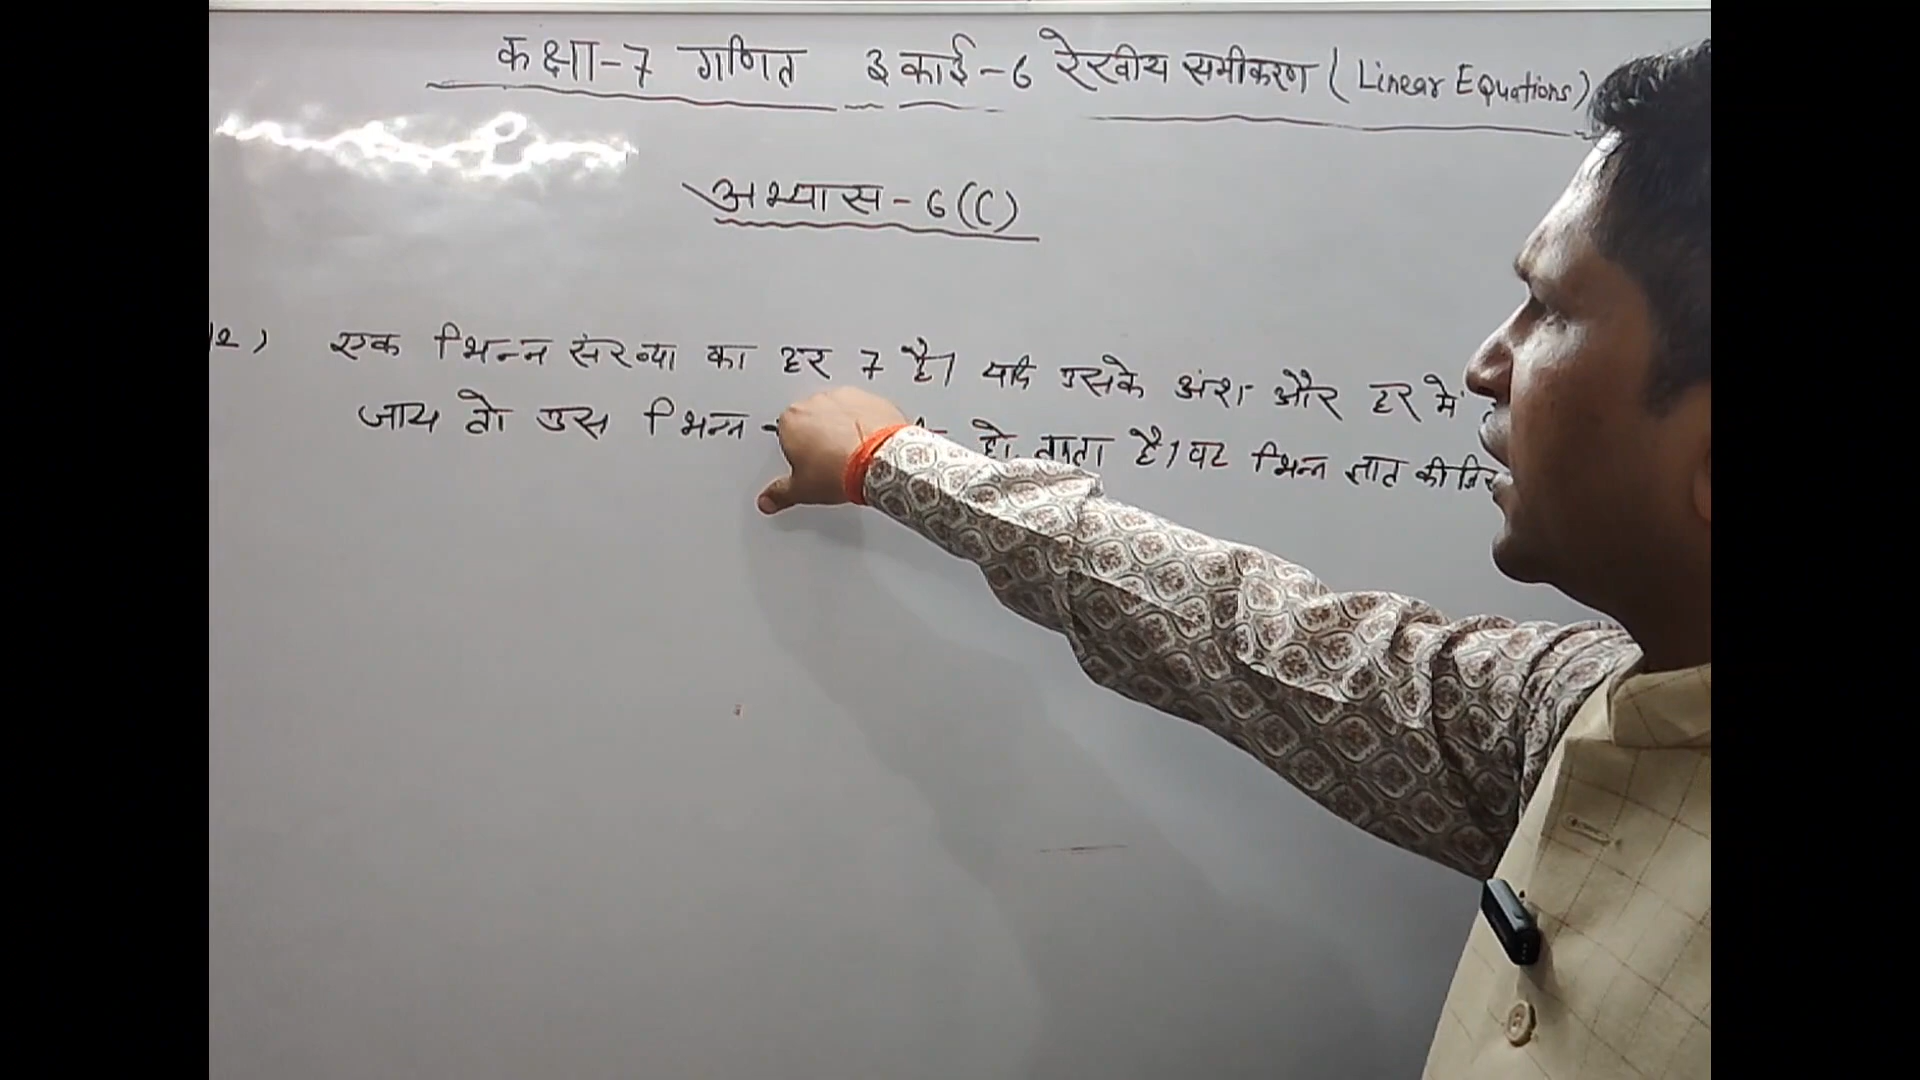 कक्षा-7 गणित इकाई-6 रेखीय समीकरण (Linear Equations)
अभ्यास-6(C)
12) एक भिन्न संख्या का हर 7 है। यदि उसके अंश और हर में
जाय तो उस भिन्न हो जाता है। वह भिन्न ज्ञात